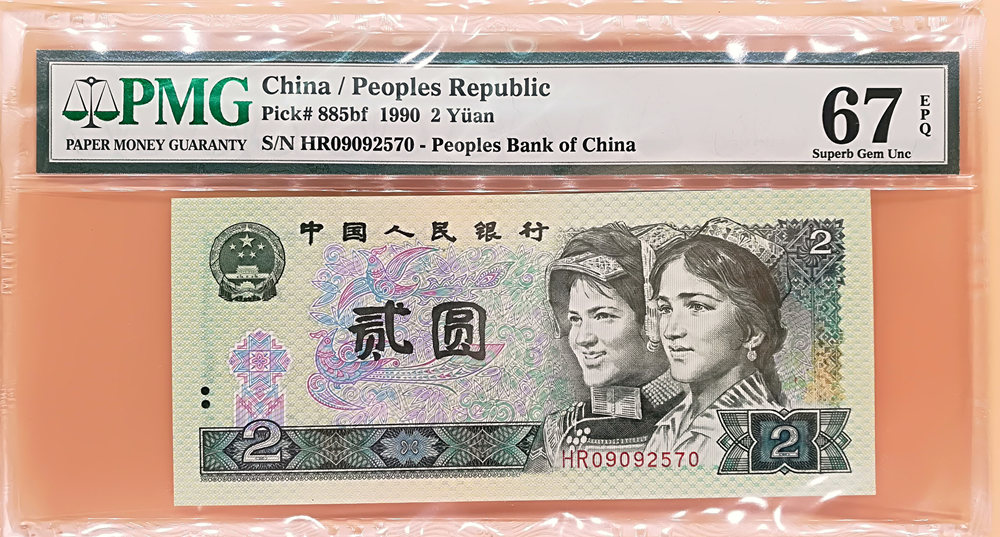 PMG
PAPER MONEY GUARANTY
China / Peoples Republic
Pick# 885bf 1990 2 Yüan
S/N HR09092570 - Peoples Bank of China
67
EPQ
Superb Gem Unc
中国人民银行
2
贰圆
2
HR09092570
2